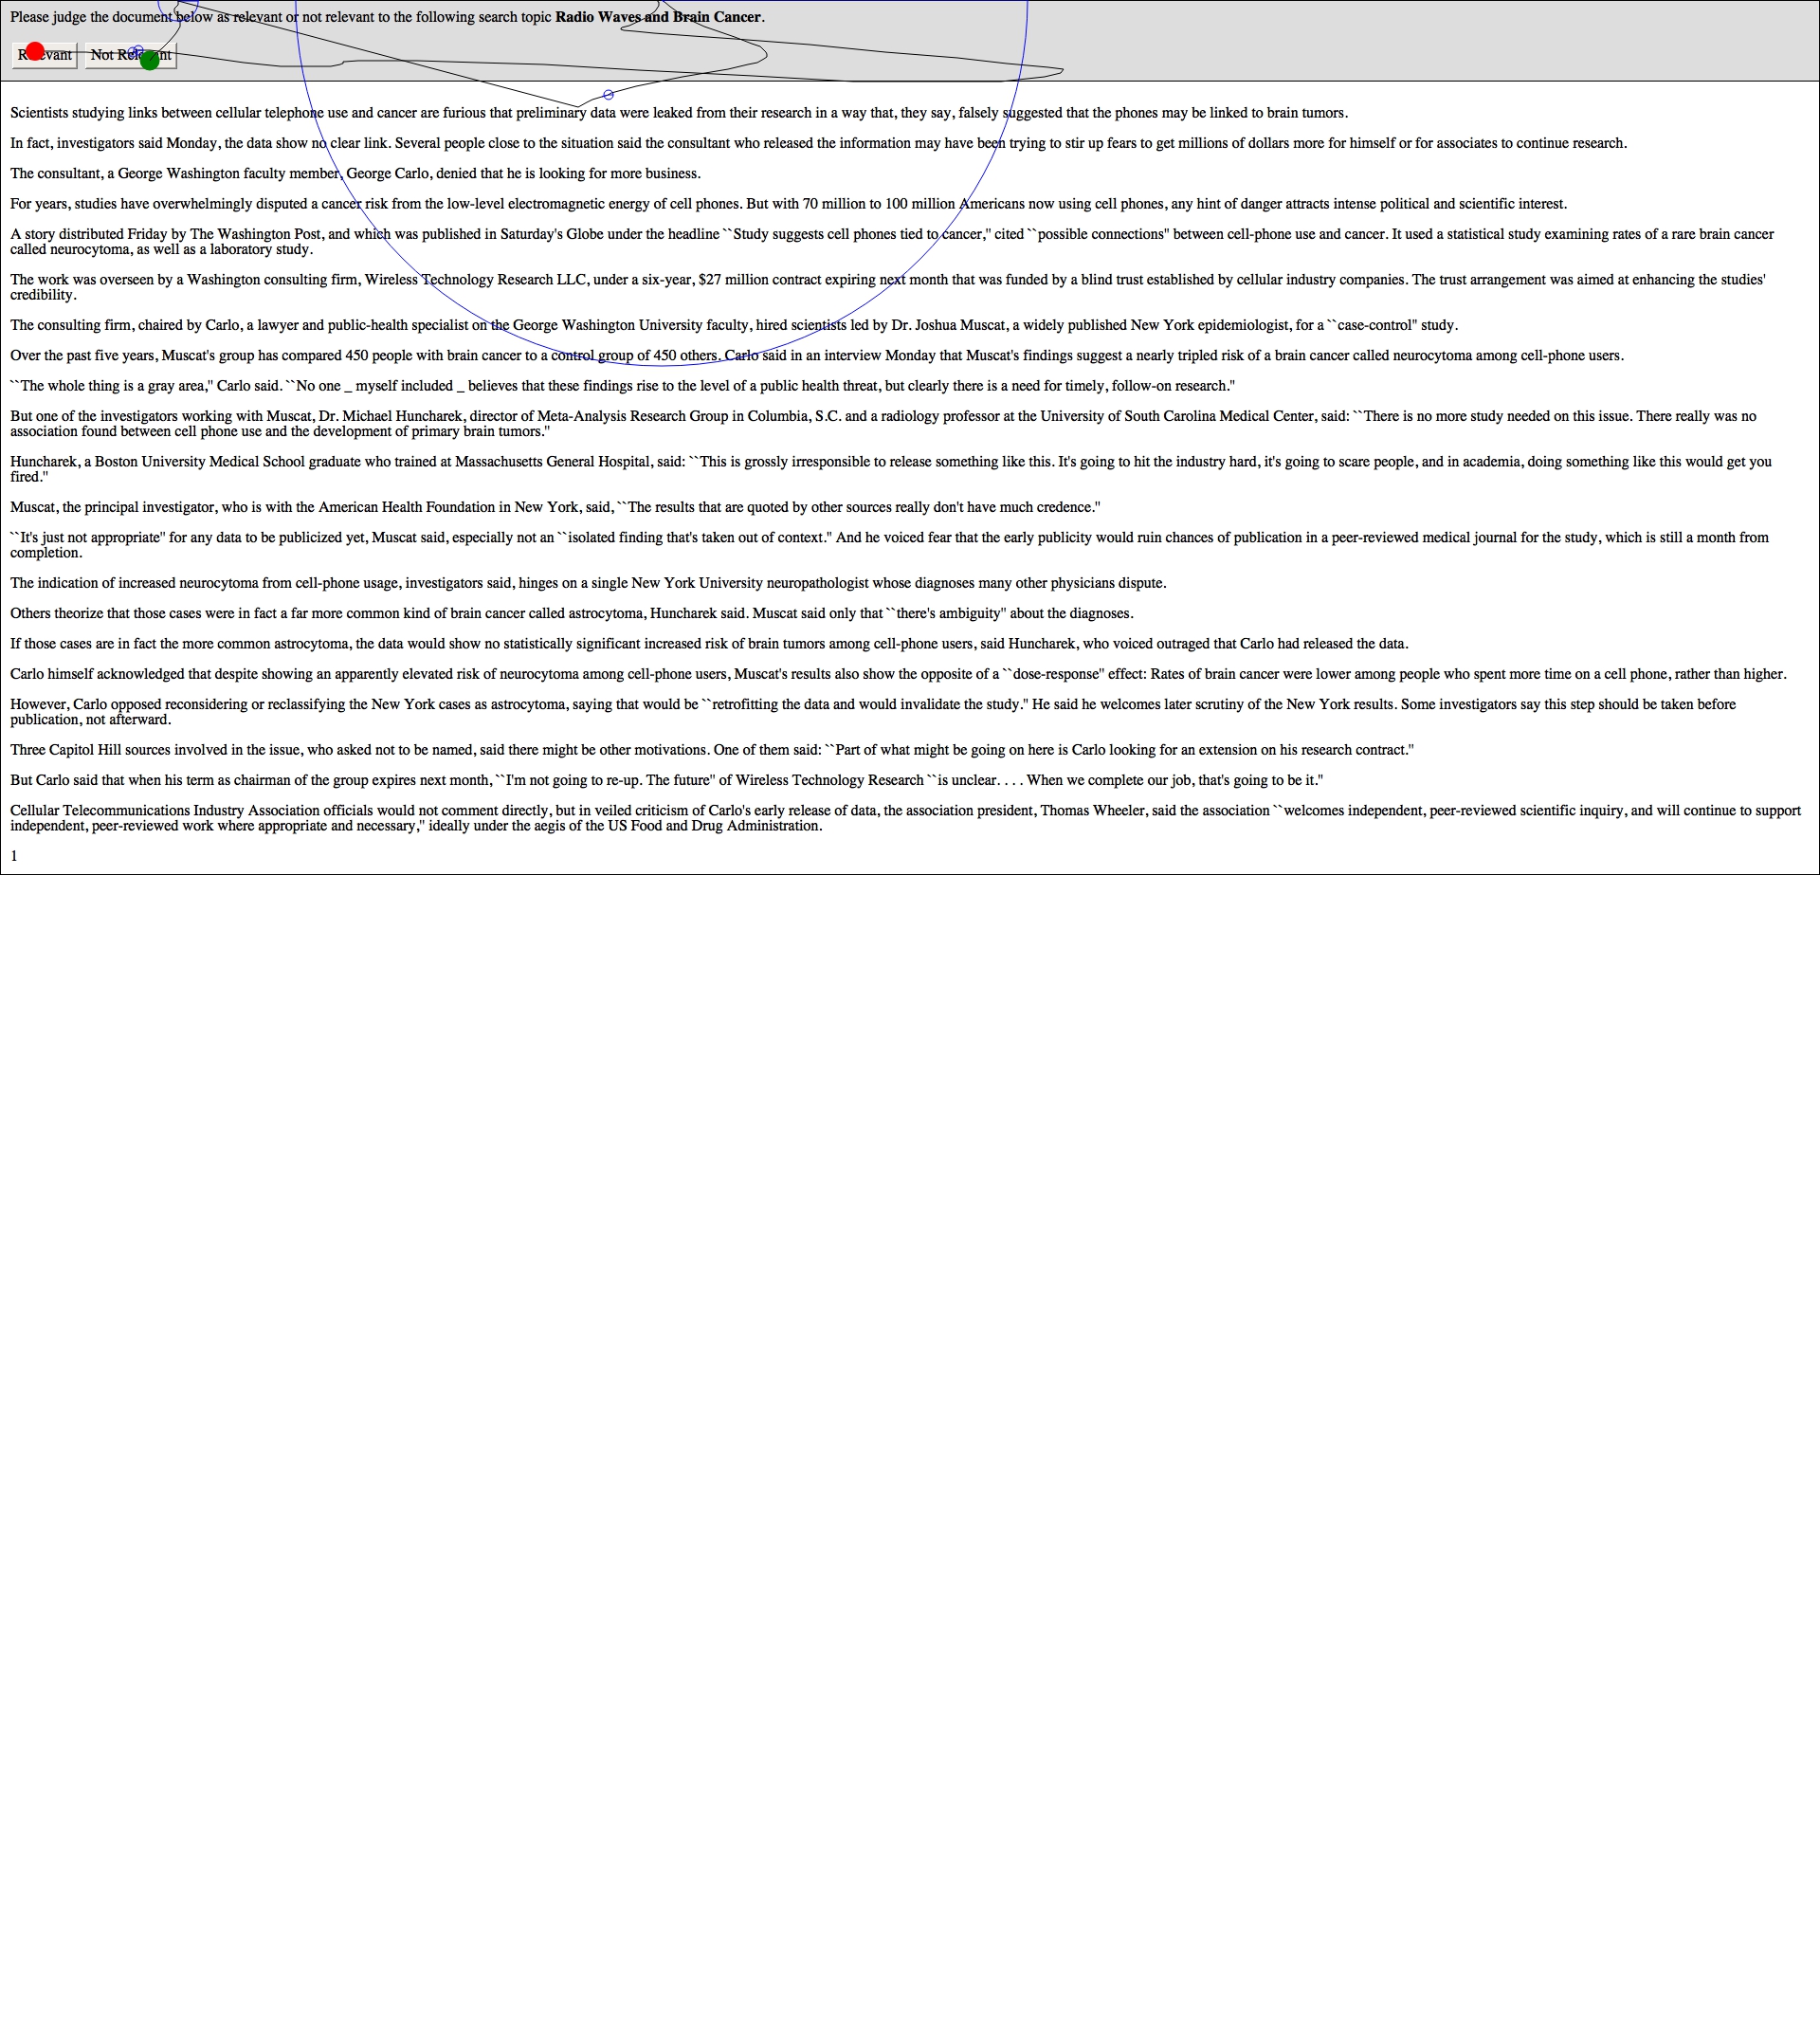 Please judge the document below as relevant or not relevant to the following search topic Radio Waves and Brain Cancer.
Relevant Not Relevant
Scientists studying links between cellular telephone use and cancer are furious that preliminary data were leaked from their research in a way that, they say, falsely suggested that the phones may be linked to brain tumors.
In fact, investigators said Monday, the data show no clear link. Several people close to the situation said the consultant who released the information may have been trying to stir up fears to get millions of dollars more for himself or for associates to continue research.
The consultant, a George Washington faculty member, George Carlo, denied that he is looking for more business.
For years, studies have overwhelmingly disputed a cancer risk from the low-level electromagnetic energy of cell phones. But with 70 million to 100 million Americans now using cell phones, any hint of danger attracts intense political and scientific interest.
A story distributed Friday by The Washington Post, and which was published in Saturday's Globe under the headline ``Study suggests cell phones tied to cancer,'' cited ``possible connections'' between cell-phone use and cancer. It used a statistical study examining rates of a rare brain cancer
called neurocytoma, as well as a laboratory study.
The work was overseen by a Washington consulting firm, Wireless Technology Research LLC, under a six-year, $27 million contract expiring next month that was funded by a blind trust established by cellular industry companies. The trust arrangement was aimed at enhancing the studies'
credibility.
The consulting firm, chaired by Carlo, a lawyer and public-health specialist on the George Washington University faculty, hired scientists led by Dr. Joshua Muscat, a widely published New York epidemiologist, for a ``case-control'' study.
Over the past five years, Muscat's group has compared 450 people with brain cancer to a control group of 450 others. Carlo said in an interview Monday that Muscat's findings suggest a nearly tripled risk of a brain cancer called neurocytoma among cell-phone users.
``The whole thing is a gray area,'' Carlo said. ``No one _ myself included _ believes that these findings rise to the level of a public health threat, but clearly there is a need for timely, follow-on research.''
But one of the investigators working with Muscat, Dr. Michael Huncharek, director of Meta-Analysis Research Group in Columbia, S.C. and a radiology professor at the University of South Carolina Medical Center, said: ``There is no more study needed on this issue. There really was no
association found between cell phone use and the development of primary brain tumors.''
Huncharek, a Boston University Medical School graduate who trained at Massachusetts General Hospital, said: ``This is grossly irresponsible to release something like this. It's going to hit the industry hard, it's going to scare people, and in academia, doing something like this would get you
fired.''
Muscat, the principal investigator, who is with the American Health Foundation in New York, said, ``The results that are quoted by other sources really don't have much credence.''
``It's just not appropriate'' for any data to be publicized yet, Muscat said, especially not an ``isolated finding that's taken out of context.'' And he voiced fear that the early publicity would ruin chances of publication in a peer-reviewed medical journal for the study, which is still a month from
completion.
The indication of increased neurocytoma from cell-phone usage, investigators said, hinges on a single New York University neuropathologist whose diagnoses many other physicians dispute.
Others theorize that those cases were in fact a far more common kind of brain cancer called astrocytoma, Huncharek said. Muscat said only that ``there's ambiguity'' about the diagnoses.
If those cases are in fact the more common astrocytoma, the data would show no statistically significant increased risk of brain tumors among cell-phone users, said Huncharek, who voiced outraged that Carlo had released the data.
Carlo himself acknowledged that despite showing an apparently elevated risk of neurocytoma among cell-phone users, Muscat's results also show the opposite of a ``dose-response'' effect: Rates of brain cancer were lower among people who spent more time on a cell phone, rather than higher.
However, Carlo opposed reconsidering or reclassifying the New York cases as astrocytoma, saying that would be ``retrofitting the data and would invalidate the study.'' He said he welcomes later scrutiny of the New York results. Some investigators say this step should be taken before
publication, not afterward.
Three Capitol Hill sources involved in the issue, who asked not to be named, said there might be other motivations. One of them said: ``Part of what might be going on here is Carlo looking for an extension on his research contract.''
But Carlo said that when his term as chairman of the group expires next month, ``I'm not going to re-up. The future'' of Wireless Technology Research ``is unclear. . . . When we complete our job, that's going to be it.''
Cellular Telecommunications Industry Association officials would not comment directly, but in veiled criticism of Carlo's early release of data, the association president, Thomas Wheeler, said the association ``welcomes independent, peer-reviewed scientific inquiry, and will continue to support
independent, peer-reviewed work where appropriate and necessary,'' ideally under the aegis of the US Food and Drug Administration.
1